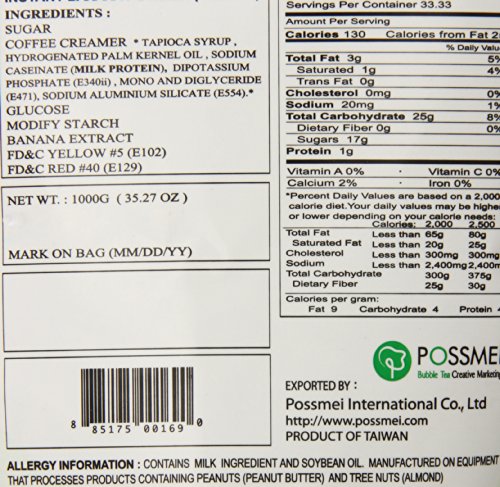 INGREDIENTS :
SUGAR
COFFEE CREAMER * TAPIOCA SYRUP ,
HYDROGENATED PALM KERNEL OIL , SODIUM
CASEINATE (MILK PROTEIN), DIPOTASSIUM
PHOSPHATE (E340ii) , MONO AND DIGLYCERIDE
(E471), SODIUM ALUMINIUM SILICATE (E554).*
GLUCOSE
MODIFY STARCH
BANANA EXTRACT
FD&C YELLOW #5 (E102)
FD&C RED #40 (E129)
NET WT. : 1000G ( 35.27 OZ )
MARK ON BAG (MM/DD/YY)
8 85175 00169 0
Servings Per Container 33.33
Amount Per Serving
Calories 130 Calories from Fat
% Daily
Total Fat 3g 5%
Saturated 1g 4%
Trans Fat 0g
Cholesterol 0mg 0%
Sodium 20mg 1%
Total Carbohydrate 25g 8%
Dietary Fiber 0g
Sugars 17g
Protein 1g
Vitamin A 0% · Vitamin C 0%
Calcium 2% · Iron 0%
*Percent Daily Values are based on a 2,000
calorie diet.Your daily values may be higher
or lower depending on your calorie needs:
Calories: 2,000 2,500
Total Fat Less than 65g 80g
Saturated Fat Less than 20g 25g
Cholesterol Less than 300mg 300mg
Sodium Less than 2,400mg 2,400mg
Total Carbohydrate 300g 375g
Dietary Fiber 25g 30g
Calories per gram:
Fat 9 Carbohydrate 4 Protein
POSSMEI
Bubble Tea Creative Marketing
EXPORTED BY :
Possmei International Co., Ltd
http://www.possmei.com
PRODUCT OF TAIWAN
ALLERGY INFORMATION : CONTAINS MILK INGREDIENT AND SOYBEAN OIL. MANUFACTURED ON EQUIPMENT
THAT PROCESSES PRODUCTS CONTAINING PEANUTS (PEANUT BUTTER) AND TREE NUTS (ALMOND)